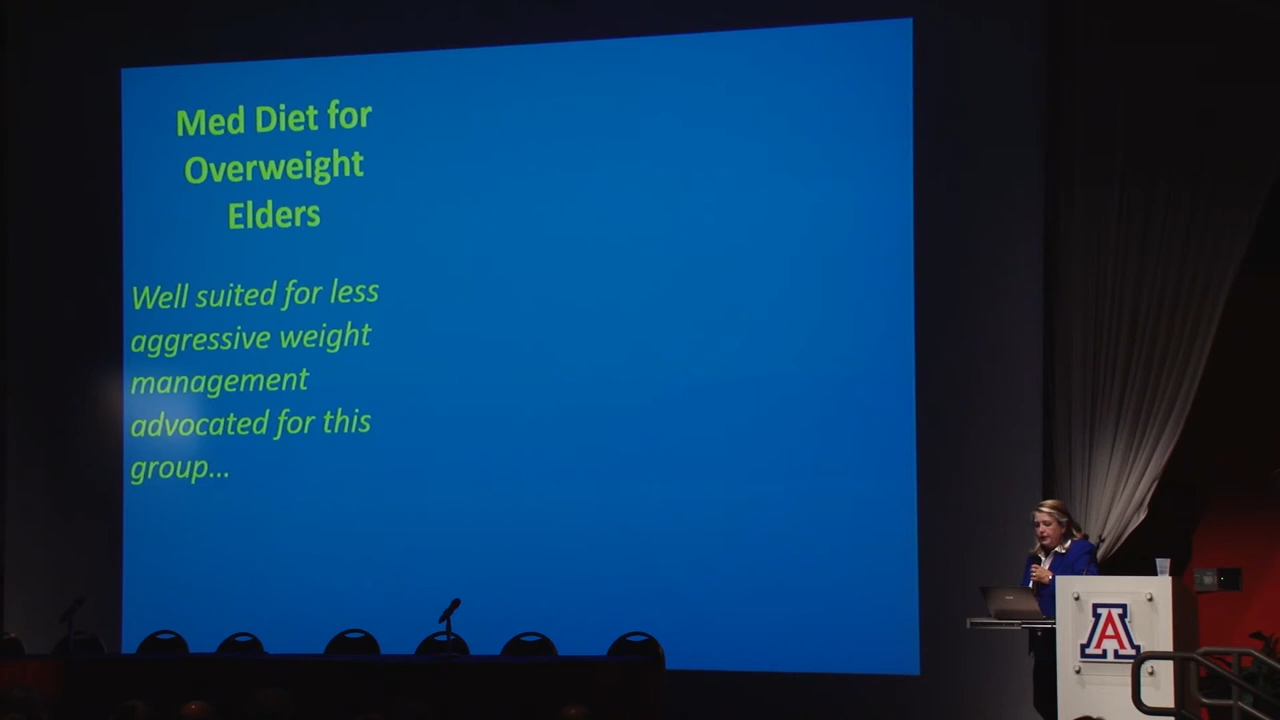 Med Diet for
Overweight
Elders
Well suited for less
aggressive weight
management
advocated for this
group...
A